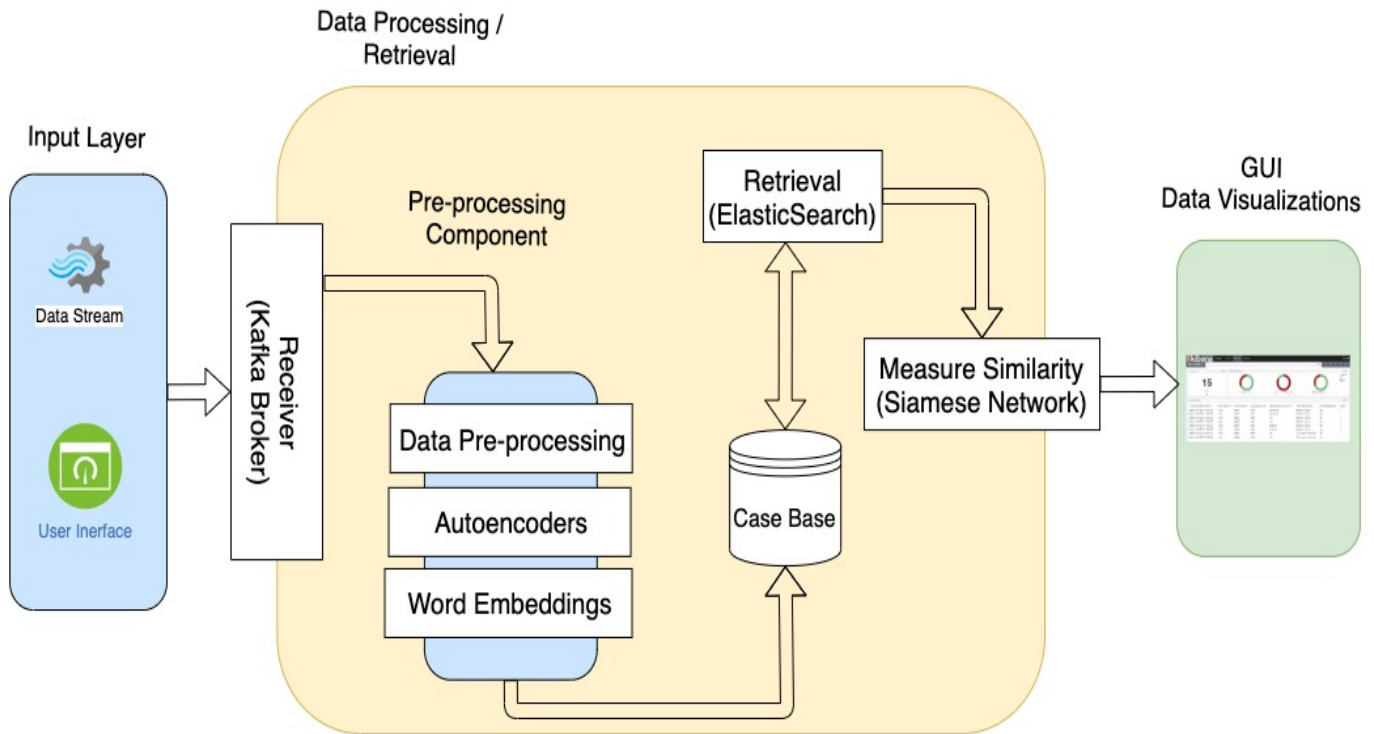 Data Processing /
Retrieval
Input Layer
Data Stream
User Inerface
Receiver
(Kafka Broker)
Pre-processing
Component
Data Pre-processing
Autoencoders
Word Embeddings
Retrieval
(ElasticSearch)
Case Base
Measure Similarity
(Siamese Network)
GUI
Data Visualizations
15